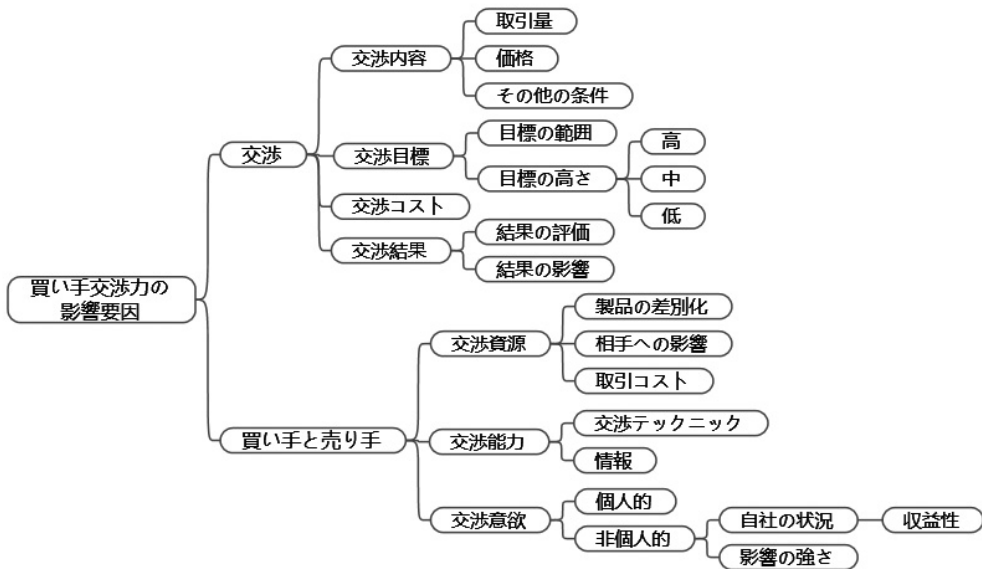 買い手交渉力の
影響要因
交渉
交渉内容
取引量
価格
その他の条件
交渉目標
目標の範囲
目標の高さ
高
中
低
交渉コスト
交渉結果
結果の評価
結果の影響
買い手と売り手
交渉資源
製品の差別化
相手への影響
取引コスト
交渉能力
交渉テックニック
情報
交渉意欲
個人的
非個人的
自社の状況
収益性
影響の強さ